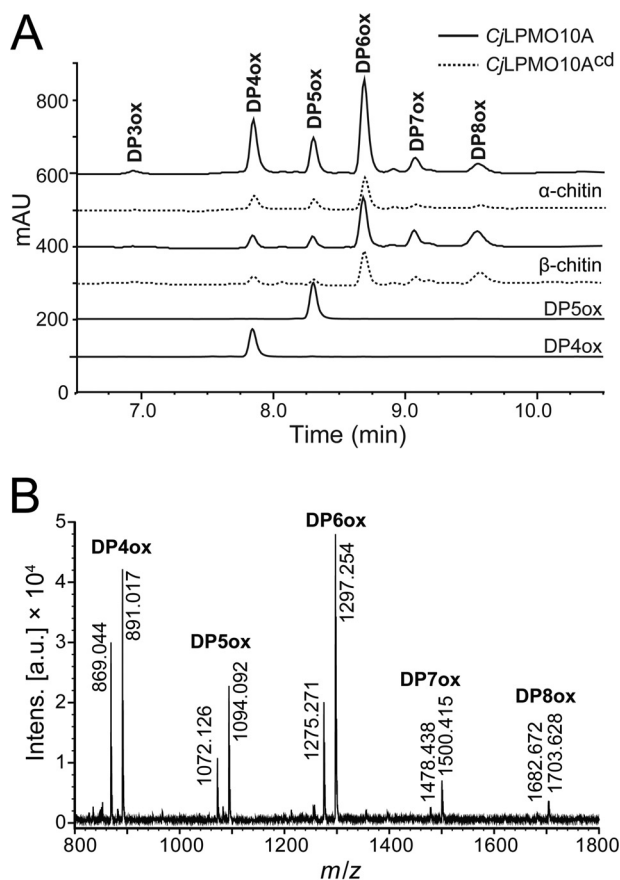 A
CjLPMO10A
CjLPMO10Acd
DP3ox
DP4ox
DP5ox
DP6ox
DP7ox
DP8ox
mAU
800
600
400
200
0
α-chitin
β-chitin
DP5ox
DP4ox
7.0 8.0 9.0 10.0
Time (min)
B
Intens. [a.u.] × 10⁴
5
4
3
2
1
0
DP4ox
869.044
891.017
DP5ox
1072.126
1094.092
DP6ox
1275.271
1297.254
DP7ox
1478.438
1500.415
DP8ox
1682.672
1703.628
800 1000 1200 1400 1600 1800
m/z